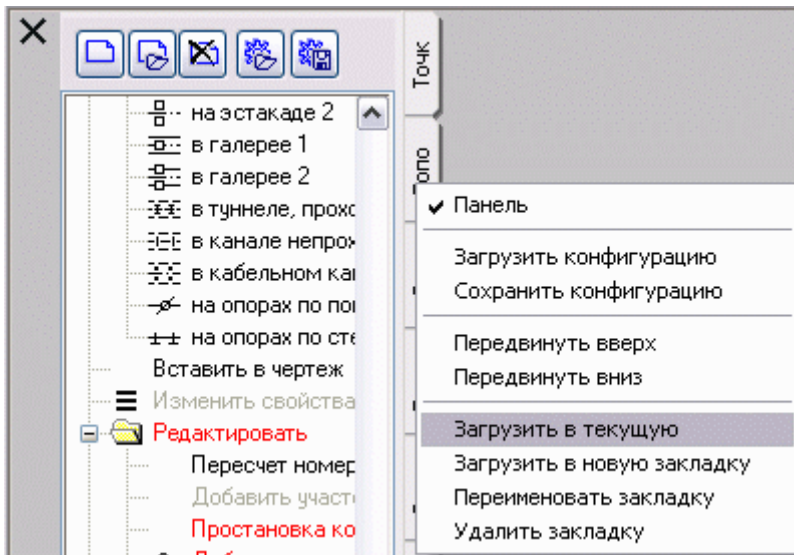 Точк
на эстакаде 2
в галерее 1
в галерее 2
в туннеле, прохо
в канале непрох
в кабельном ка
на опорах по по
на опорах по сте
Вставить в чертеж
Изменить свойства
Редактировать
Пересчет номер
Добавить участ
Простановка ко
Панель
Загрузить конфигурацию
Сохранить конфигурацию
Передвинуть вверх
Передвинуть вниз
Загрузить в текущую
Загрузить в новую закладку
Переименовать закладку
Удалить закладку